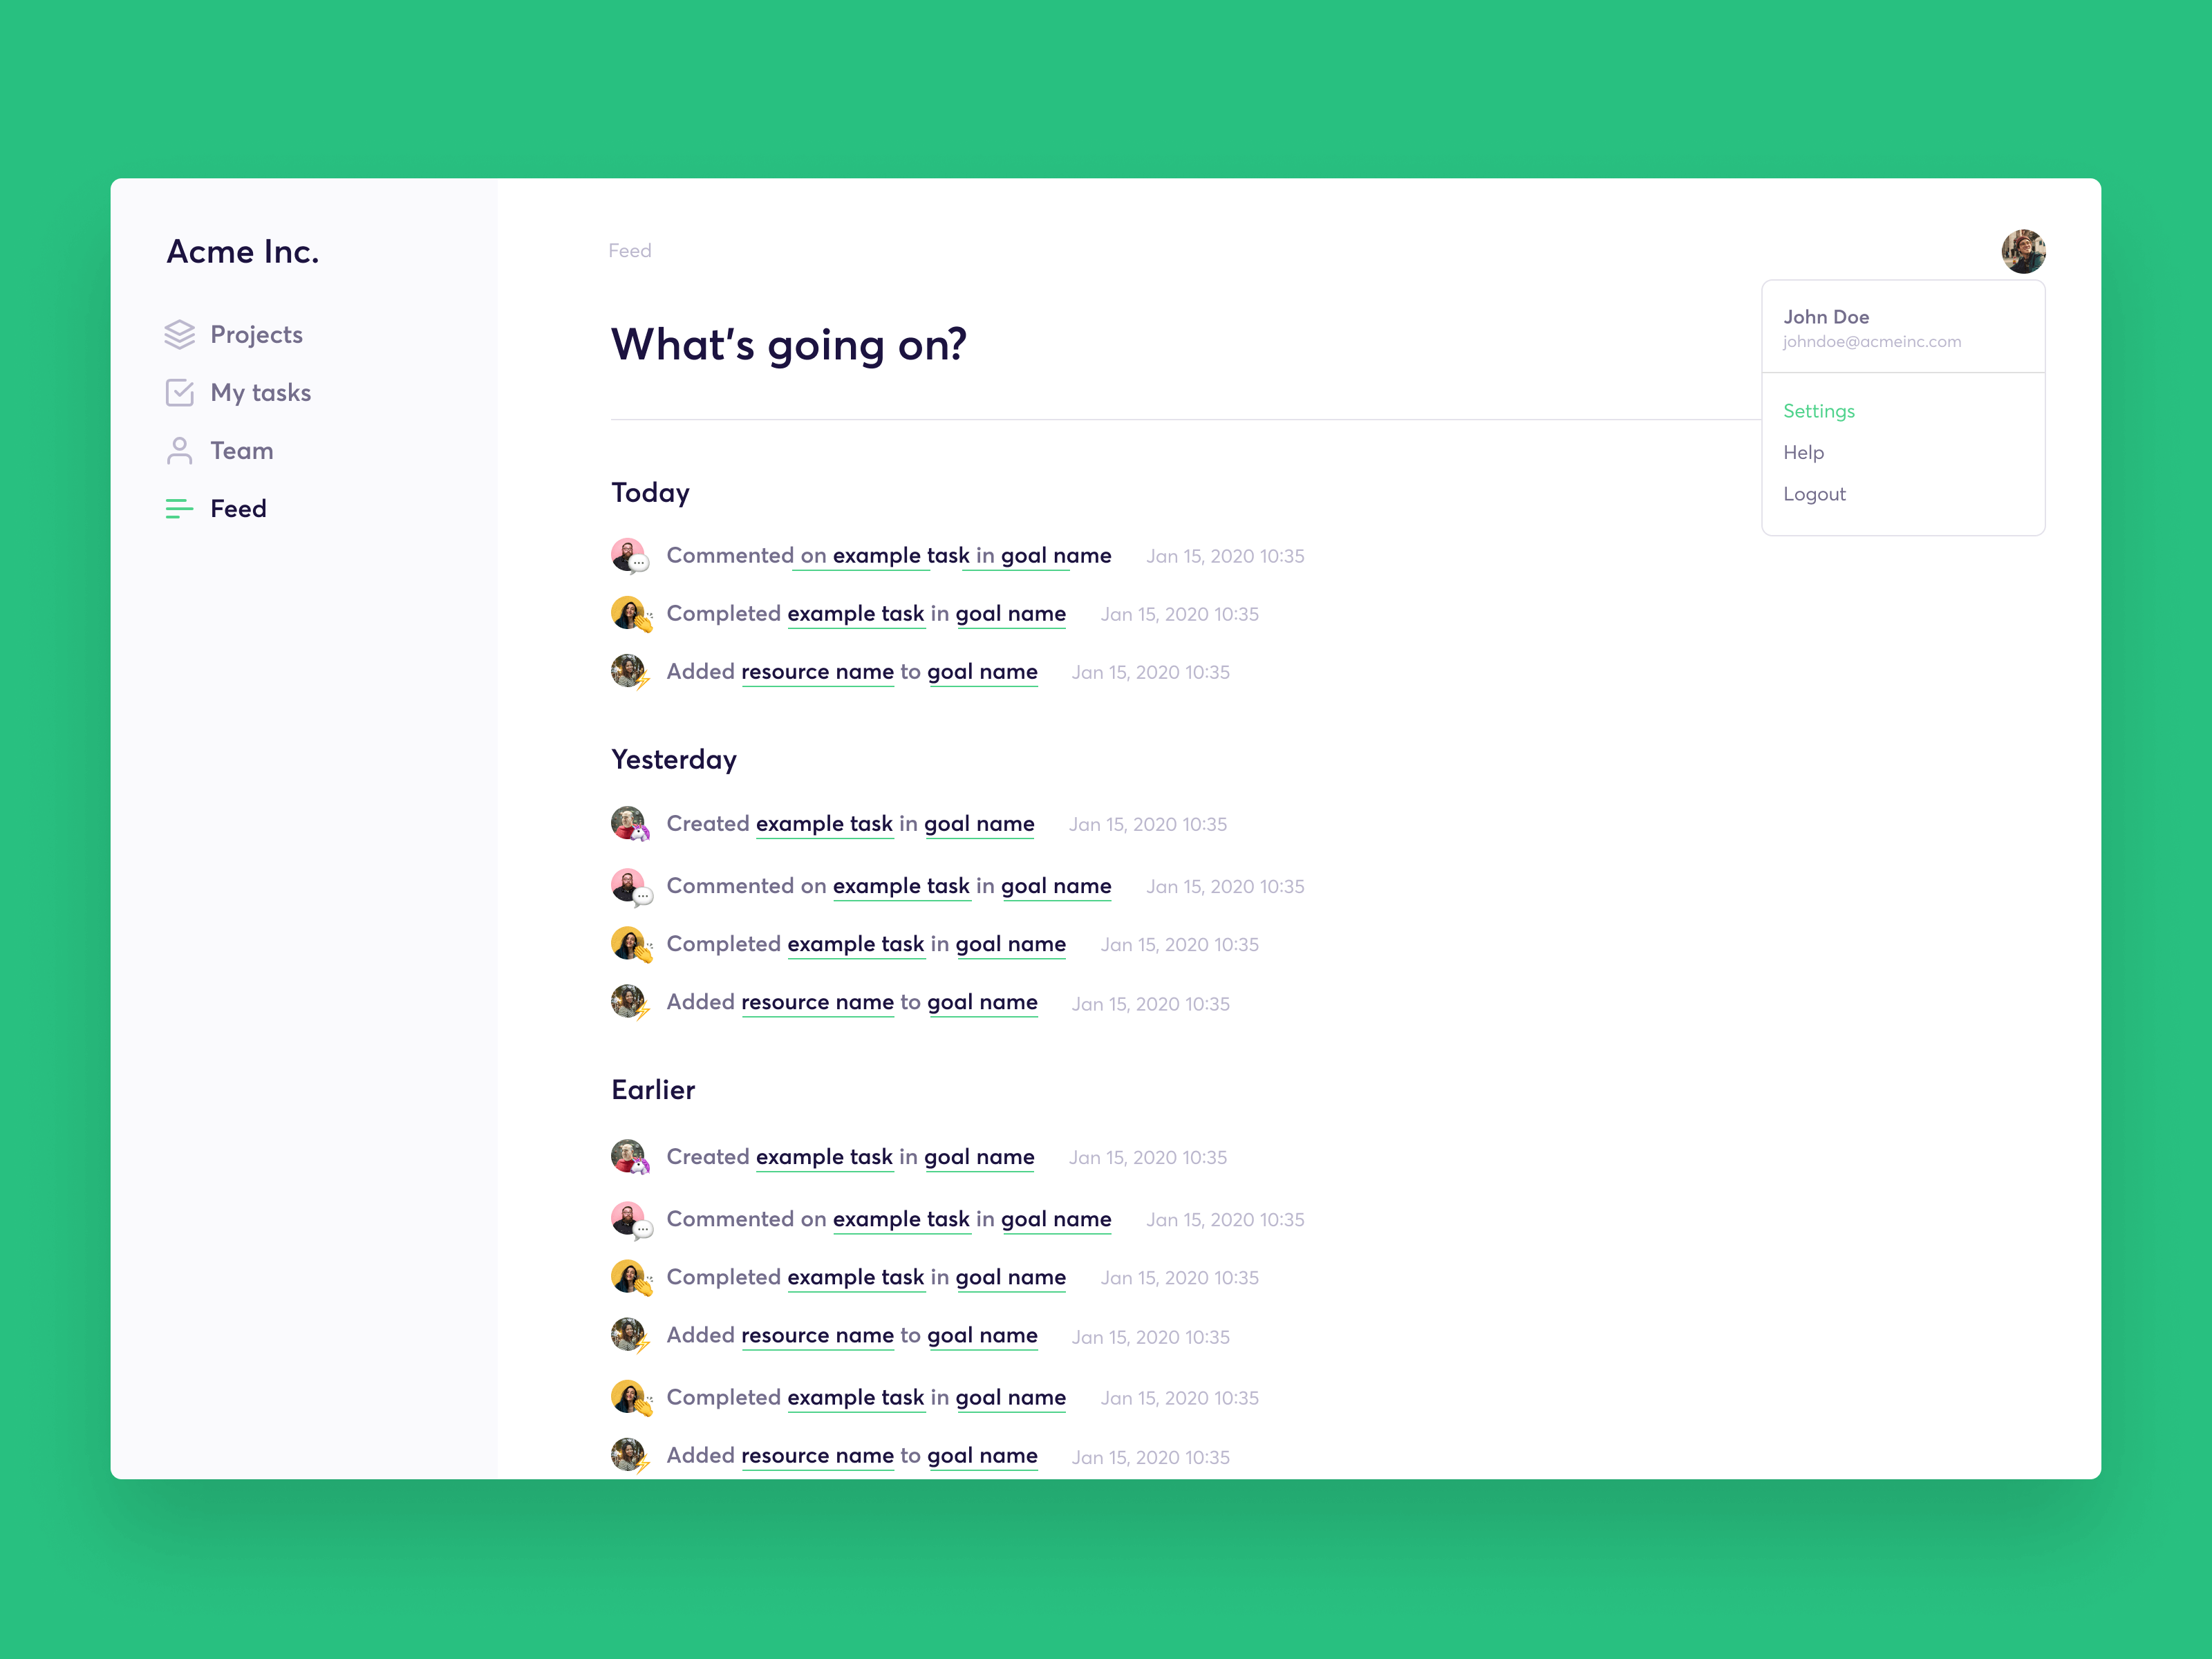 Acme Inc.
Projects
My tasks
Team
Feed
Feed
What's going on?
John Doe
johndoe@acmeinc.com
Settings
Help
Logout
Today
Commented on example task in goal name Jan 15, 2020 10:35
Completed example task in goal name Jan 15, 2020 10:35
Added resource name to goal name Jan 15, 2020 10:35
Yesterday
Created example task in goal name Jan 15, 2020 10:35
Commented on example task in goal name Jan 15, 2020 10:35
Completed example task in goal name Jan 15, 2020 10:35
Added resource name to goal name Jan 15, 2020 10:35
Earlier
Created example task in goal name Jan 15, 2020 10:35
Commented on example task in goal name Jan 15, 2020 10:35
Completed example task in goal name Jan 15, 2020 10:35
Added resource name to goal name Jan 15, 2020 10:35
Completed example task in goal name Jan 15, 2020 10:35
Added resource name to goal name Jan 15, 2020 10:35